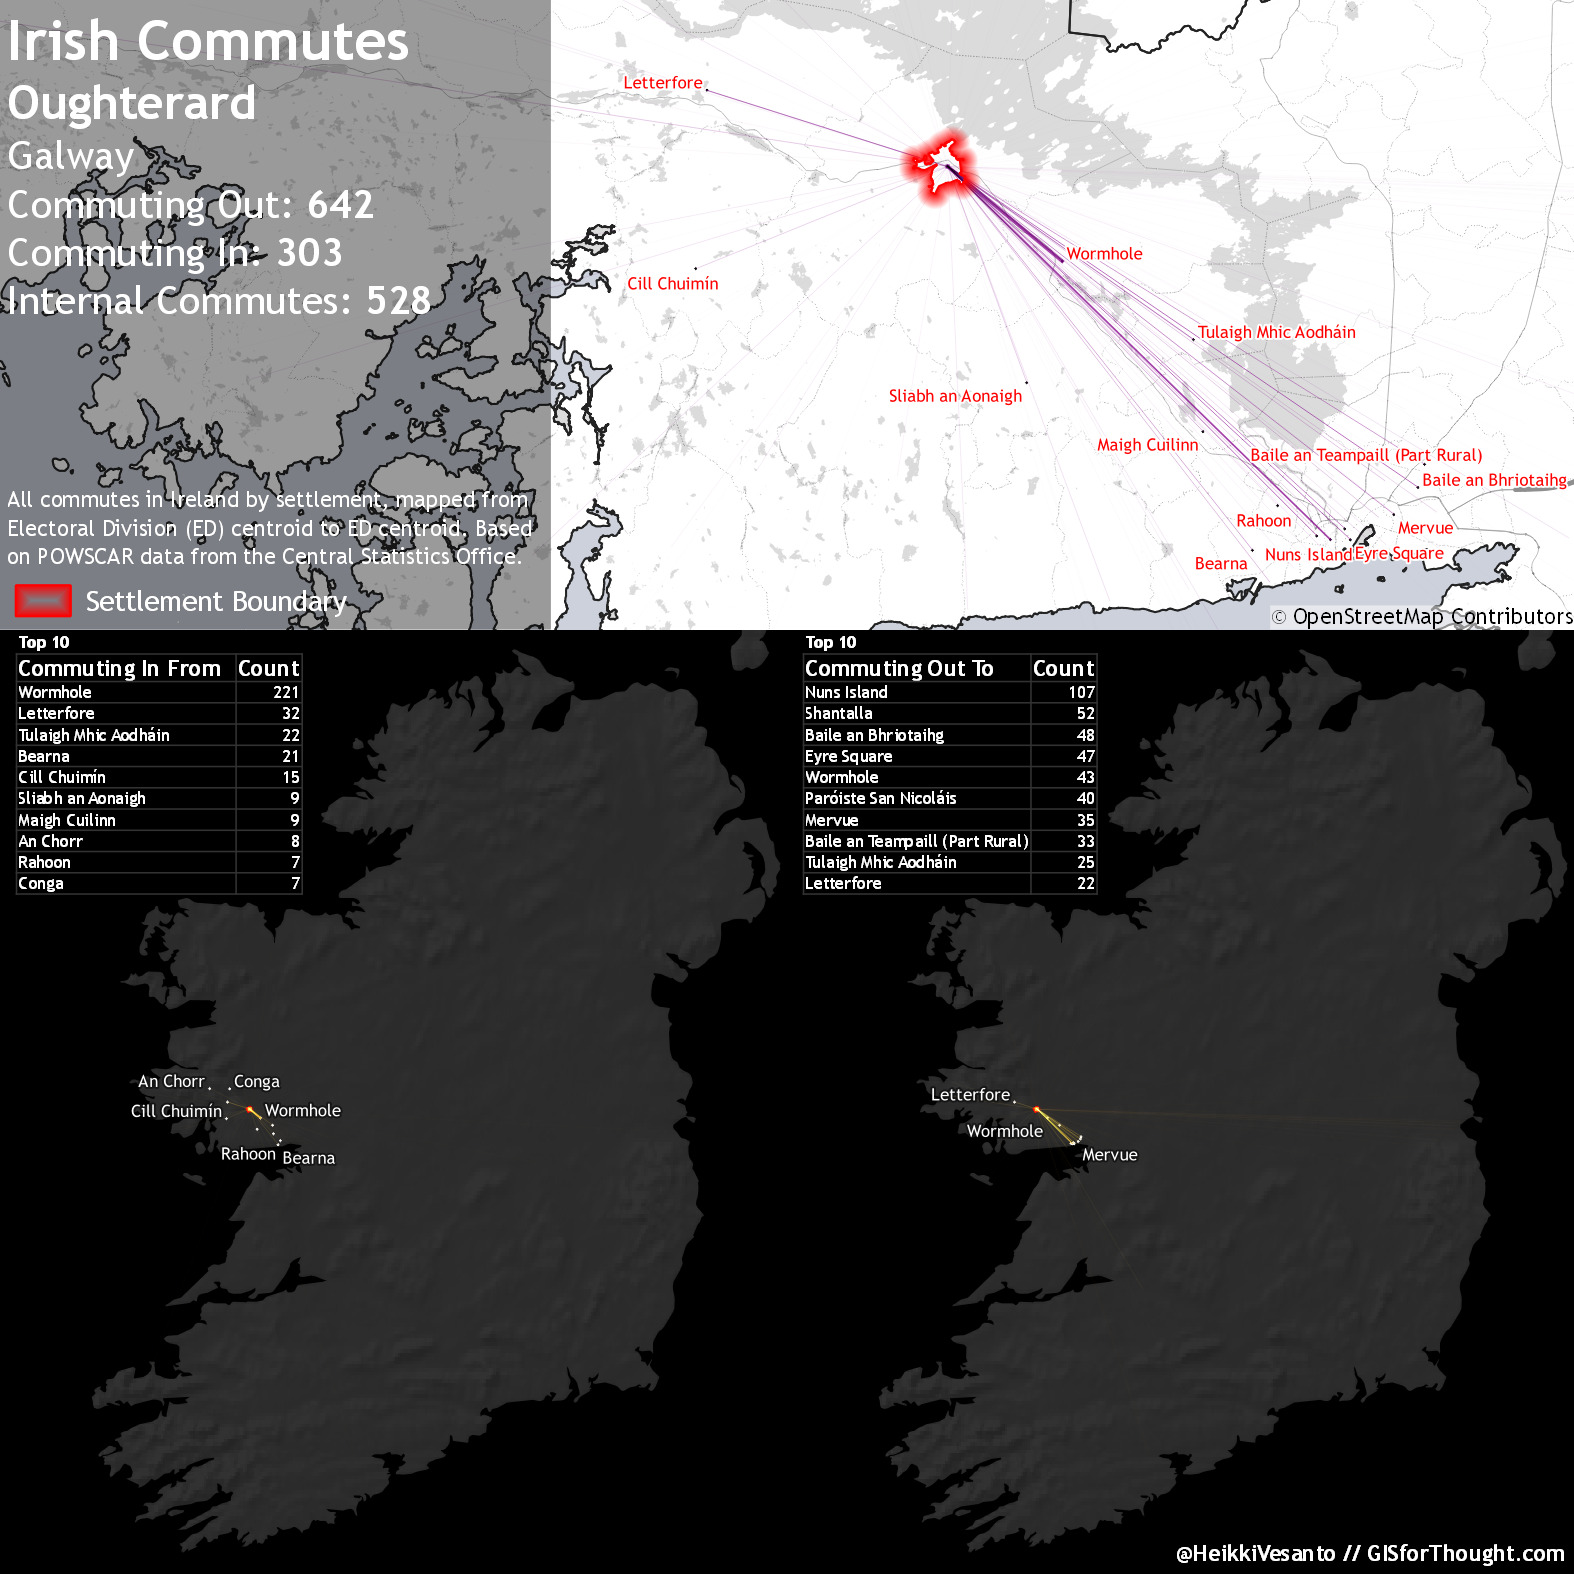 Irish Commutes
Oughterard
Galway
Commuting Out: 642
Commuting In: 303
Internal Commutes: 528
All commutes in Ireland by settlement, mapped from
Electoral Division (ED) centroid to ED centroid. Based
on POWSCAR data from the Central Statistics Office.
Settlement Boundary
Letterfore
Wormhole
Cill Chuimín
Tulaigh Mhic Aodháin
Sliabh an Aonaigh
Maigh Cuilinn
Baile an Teampaill (Part Rural)
Baile an Bhriotaihg
Rahoon
Mervue
Nuns Island
Eyre Square
Bearna
© OpenStreetMap Contributors
Top 10
Commuting In From Count
Wormhole 221
Letterfore 32
Tulaigh Mhic Aodháin 22
Bearna 21
Cill Chuimín 15
Sliabh an Aonaigh 9
Maigh Cuilinn 9
An Chorr 8
Rahoon 7
Conga 7
An Chorr
Conga
Cill Chuimín
Wormhole
Rahoon
Bearna
Top 10
Commuting Out To Count
Nuns Island 107
Shantalla 52
Baile an Bhriotaihg 48
Eyre Square 47
Wormhole 43
Paróiste San Nicoláis 40
Mervue 35
Baile an Teampaill (Part Rural) 33
Tulaigh Mhic Aodháin 25
Letterfore 22
Letterfore
Wormhole
Mervue
@HeikkiVesanto // GISforThought.com